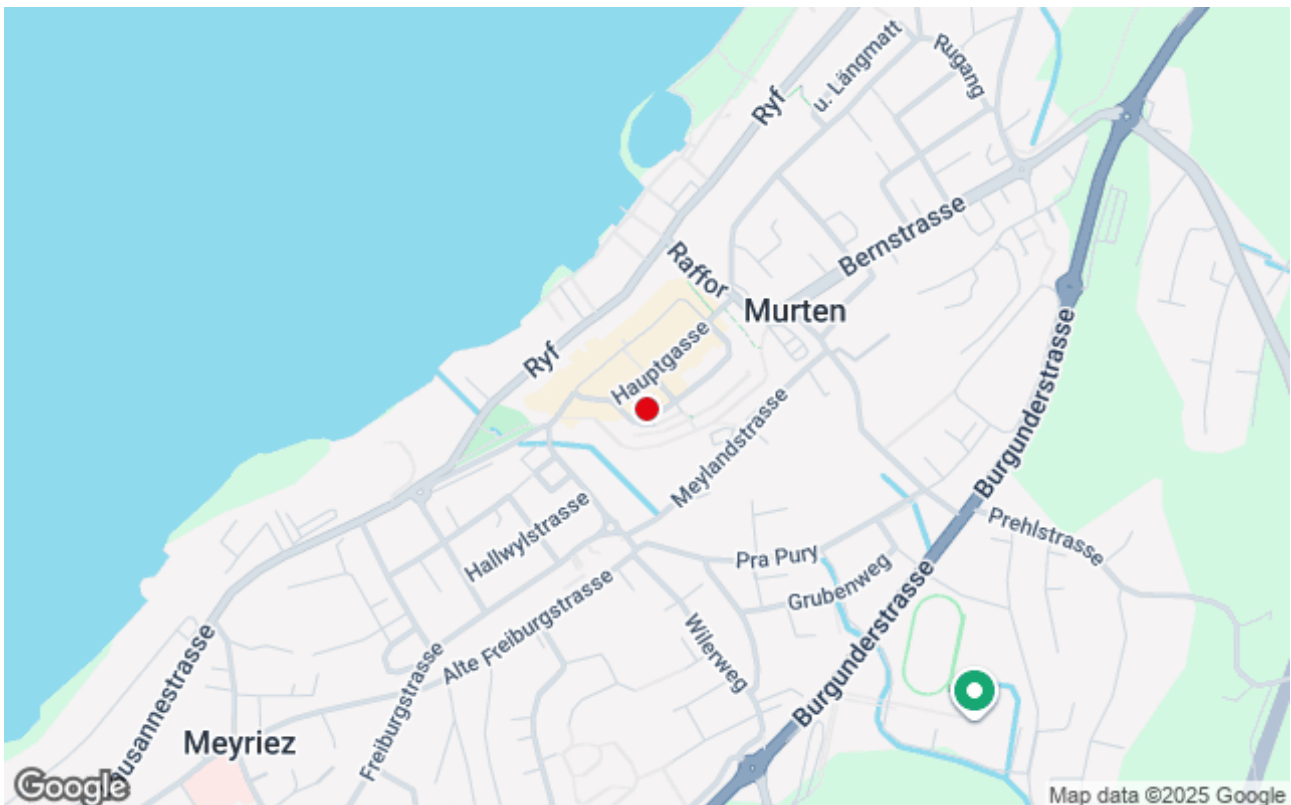 u. Längmatt
Rugang
Ryf
Bernstrasse
Raffor
Murten
Hauptgasse
Ryf
Meylandstrasse
Burgunderstrasse
Hallwylstrasse
Prehlstrasse
Pra Pury
Grubenweg
Alte Freiburgstrasse
Wilerweg
Burgunderstrasse
usannestrasse
Freiburgstrasse
Meyriez
Google
Map data ©2025 Google